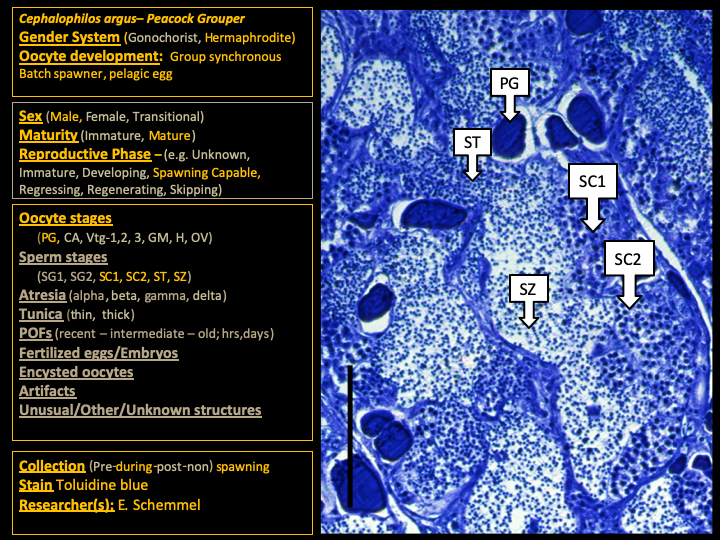 Cephalophilos argus– Peacock Grouper
Gender System (Gonochorist, Hermaphrodite)
Oocyte development: Group synchronous
Batch spawner, pelagic egg
Sex (Male, Female, Transitional)
Maturity (Immature, Mature)
Reproductive Phase – (e.g. Unknown,
Immature, Developing, Spawning Capable,
Regressing, Regenerating, Skipping)
Oocyte stages
(PG, CA, Vtg-1,2, 3, GM, H, OV)
Sperm stages
(SG1, SG2, SC1, SC2, ST, SZ)
Atresia (alpha, beta, gamma, delta)
Tunica (thin, thick)
POFs (recent – intermediate – old; hrs,days)
Fertilized eggs/Embryos
Encysted oocytes
Artifacts
Unusual/Other/Unknown structures
Collection (Pre-during-post-non) spawning
Stain Toluidine blue
Researcher(s): E. Schemmel
PG
ST
SC1
SC2
SZ